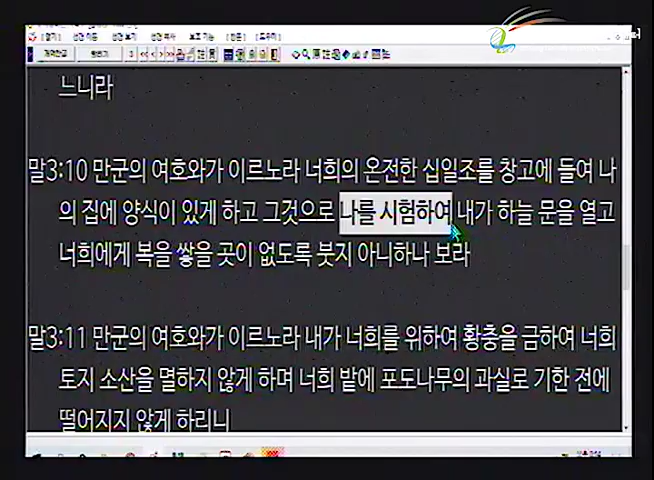 느니라
말3:10 만군의 여호와가 이르노라 너희의 온전한 십일조를 창고에 들여 나
의 집에 양식이 있게 하고 그것으로 나를 시험하여 내가 하늘 문을 열고
너희에게 복을 쌓을 곳이 없도록 붓지 아니하나 보라
말3:11 만군의 여호와가 이르노라 내가 너희를 위하여 황충을 금하여 너희
토지 소산을 멸하지 않게 하며 너희 밭에 포도나무의 과실로 기한 전에
떨어지지 않게 하리니